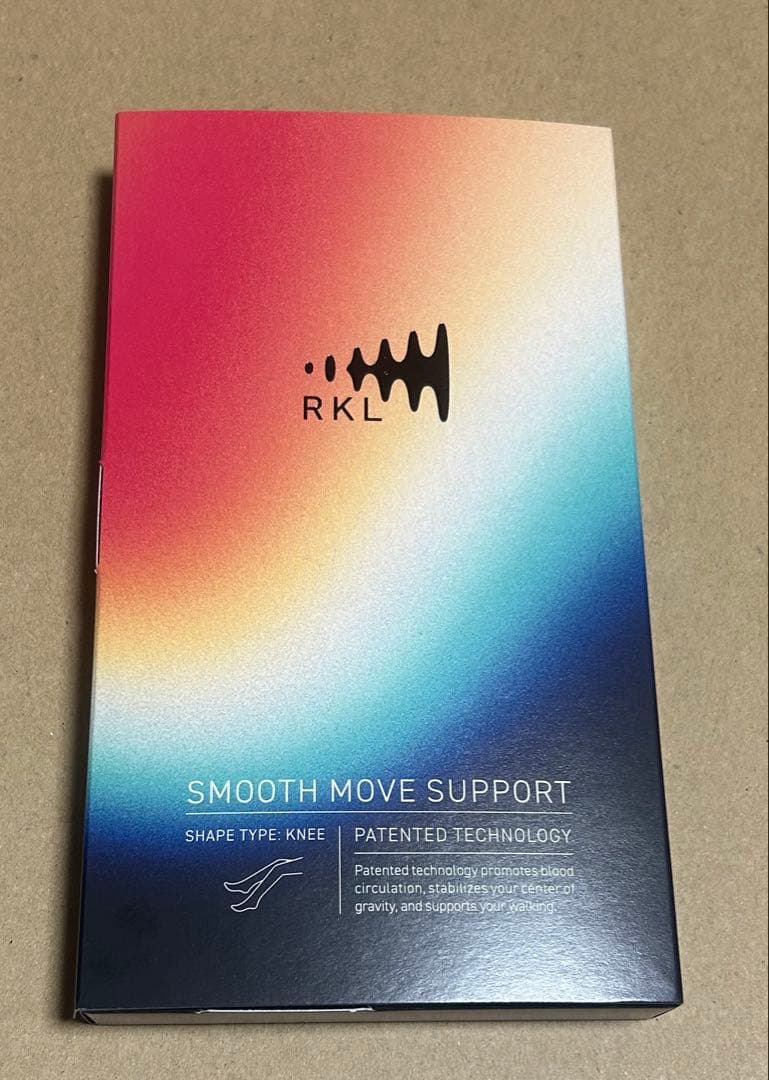 RKL
SMOOTH MOVE SUPPORT
SHAPE TYPE: KNEE
PATENTED TECHNOLOGY
Patented technology promotes blood
circulation, stabilizes your center of
gravity, and supports your walking.